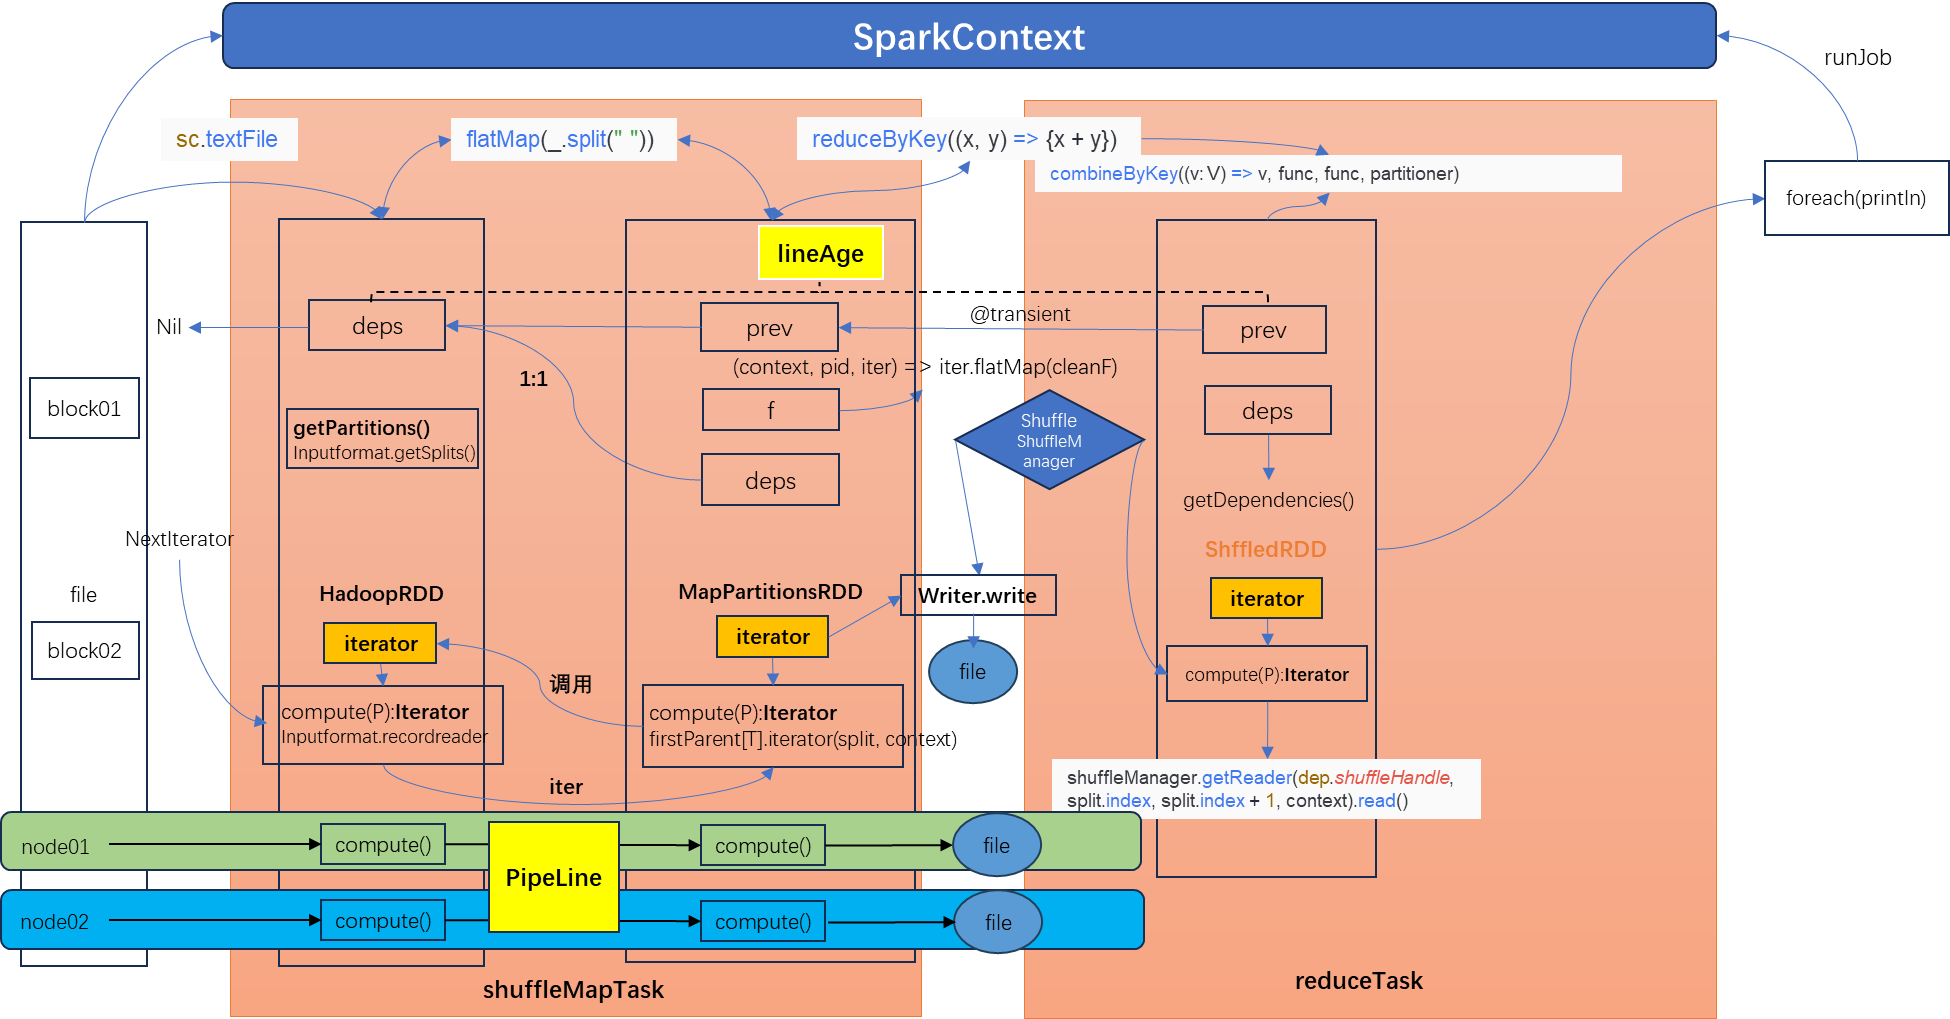 SparkContext
runJob
sc.textFile
flatMap(_.split(" "))
reduceByKey((x, y) => {x + y})
combineByKey((v: V) => v, func, func, partitioner)
foreach(println)
lineAge
Nil
deps
prev
@transient
prev
1:1
(context, pid, iter) => iter.flatMap(cleanF)
block01
getPartitions()
Inputformat.getSplits()
f
Shuffle
ShuffleM
anager
deps
deps
getDependencies()
NextIterator
file
HadoopRDD
MapPartitionsRDD
Writer.write
ShffledRDD
iterator
block02
iterator
iterator
file
调用
compute(P):Iterator
compute(P):Iterator
Inputformat.recordreader
compute(P):Iterator
firstParent[T].iterator(split, context)
iter
shuffleManager.getReader(dep.shuffleHandle,
split.index, split.index + 1, context).read()
node01
compute()
compute()
file
PipeLine
node02
compute()
compute()
file
shuffleMapTask
reduceTask